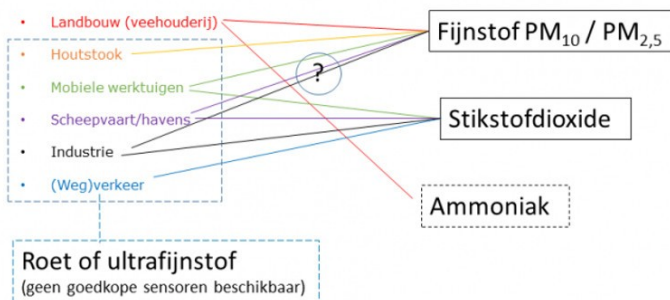 • Landbouw (veehouderij)
• Houtstook
• Mobiele werktuigen
• Scheepvaart/havens
• Industrie
• (Weg)verkeer
?
Fijnstof PM10 / PM2,5
Stikstofdioxide
Ammoniak
Roet of ultrafijnstof
(geen goedkope sensoren beschikbaar)